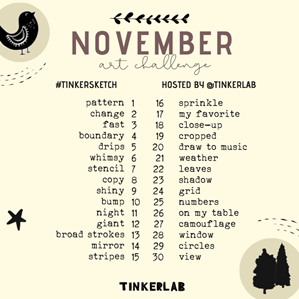 NOVEMBER
art challenge
#TINKERSKETCH HOSTED BY @TINKERLAB
pattern 1 16 sprinkle
change 2 17 my favorite
fast 3 18 close-up
boundary 4 19 cropped
drips 5 20 draw to music
whimsy 6 21 weather
stencil 7 22 leaves
copy 8 23 shadow
shiny 9 24 grid
bump 10 25 numbers
night 11 26 on my table
giant 12 27 camouflage
broad strokes 13 28 window
mirror 14 29 circles
stripes 15 30 view
TINKERLAB